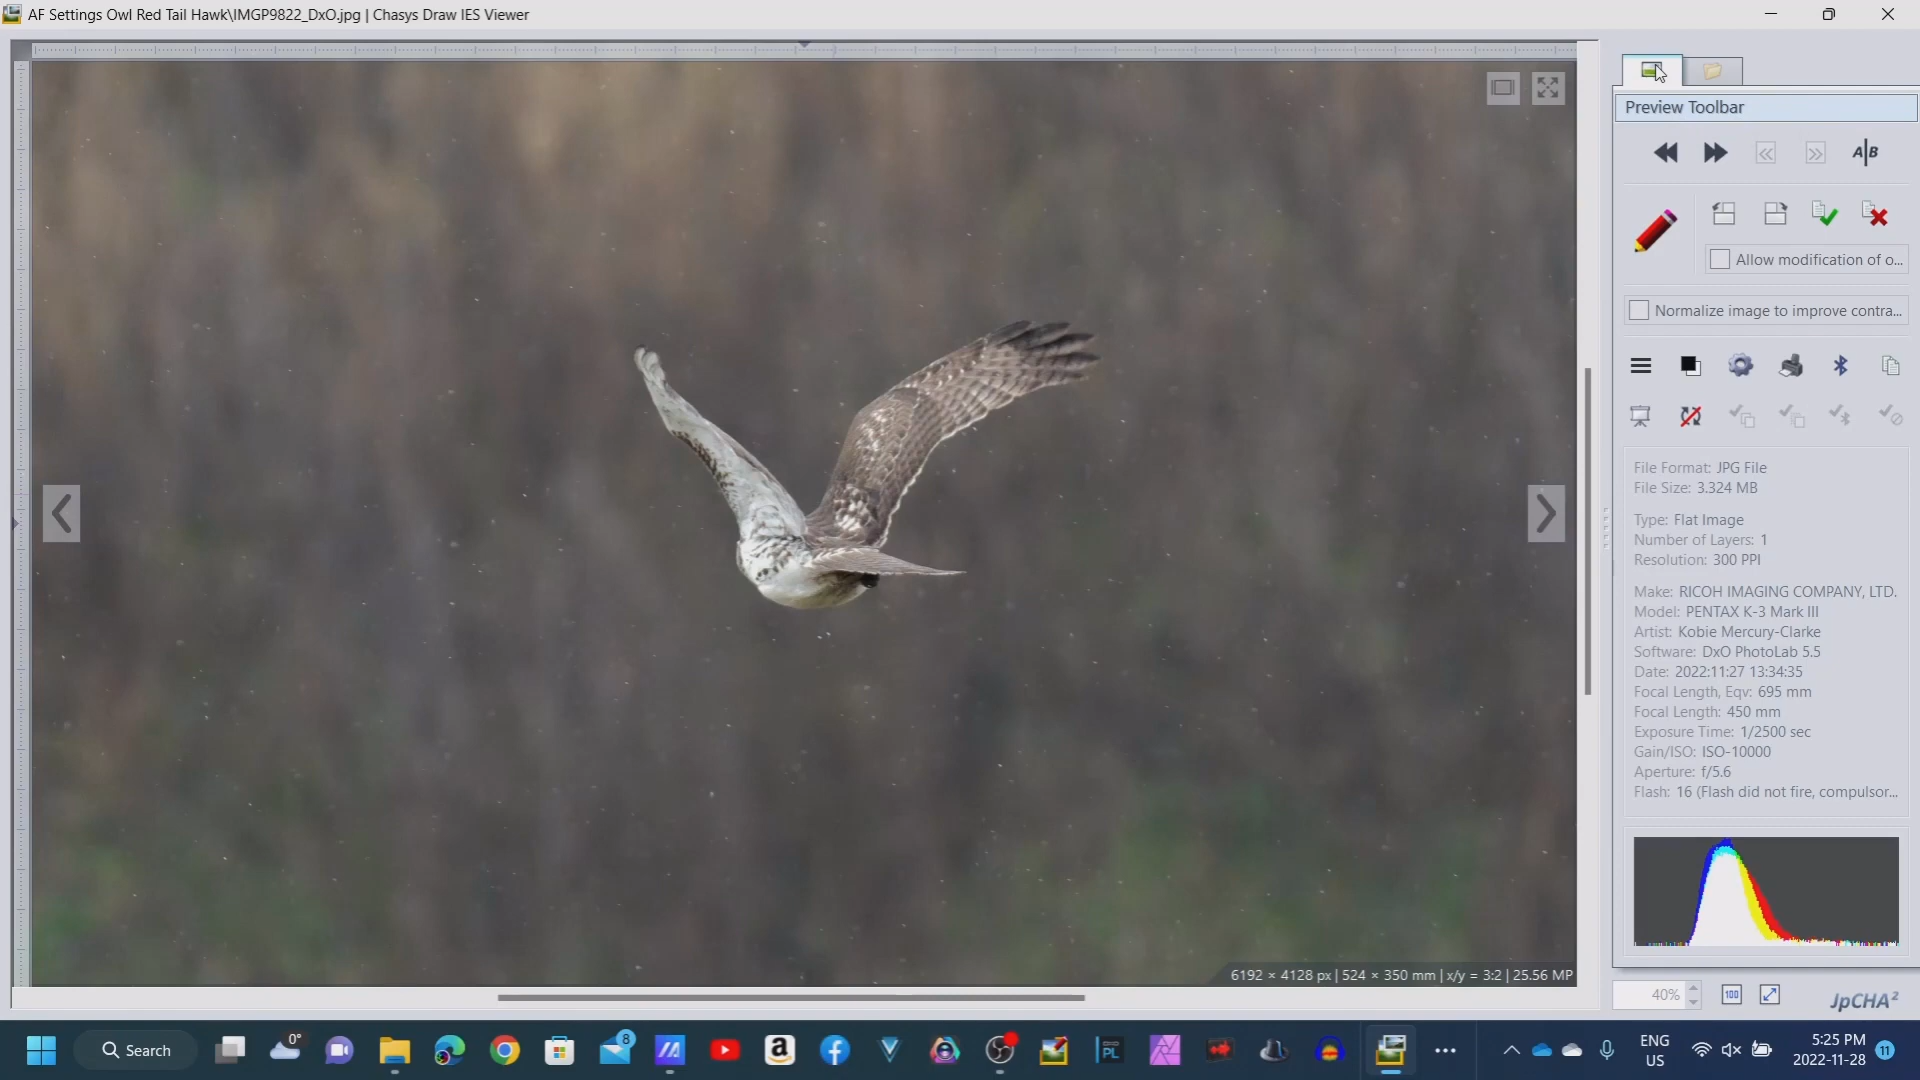 AF Settings Owl Red Tail Hawk\IMGP9822_DxO.jpg | Chasys Draw IES Viewer
Preview Toolbar
A|B
Allow modification of o...
Normalize image to improve contra...
File Format: JPG File
File Size: 3.324 MB
Type: Flat Image
Number of Layers: 1
Resolution: 300 PPI
Make: RICOH IMAGING COMPANY, LTD.
Model: PENTAX K-3 Mark III
Artist: Kobie Mercury-Clarke
Software: DxO PhotoLab 5.5
Date: 2022:11:27 13:34:35
Focal Length, Eqv: 695 mm
Focal Length: 450 mm
Exposure Time: 1/2500 sec
Gain/ISO: ISO-10000
Aperture: f/5.6
Flash: 16 (Flash did not fire, compulsor...
6192 × 4128 px | 524 × 350 mm | x/y = 3:2 | 25.56 MP
40%
100
JpCHA²
Search
0°
8
PL
ENG
US
5:25 PM
2022-11-28
11